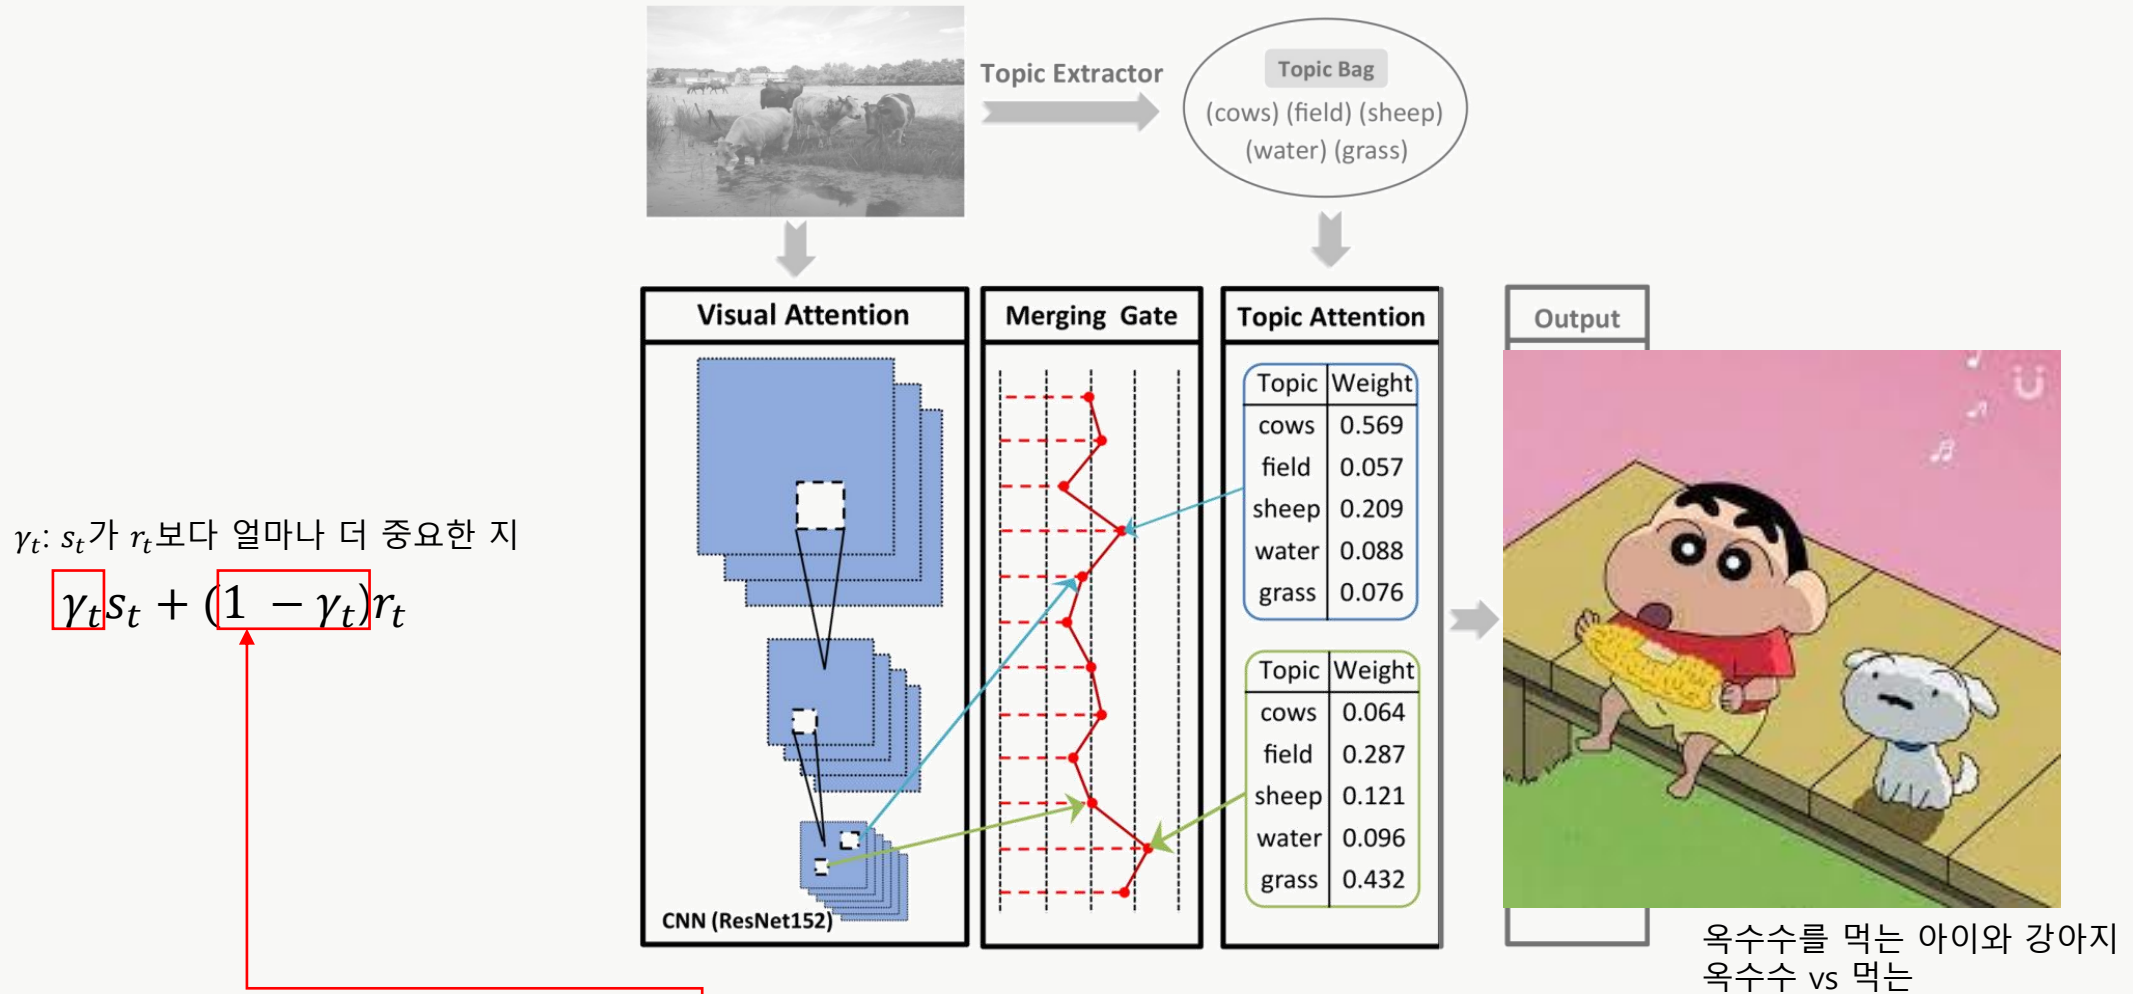 Topic Extractor
Topic Bag
(cows) (field) (sheep)
(water) (grass)
Visual Attention
CNN (ResNet152)
Merging Gate
Topic Attention
Topic Weight
cows 0.569
field 0.057
sheep 0.209
water 0.088
grass 0.076
Topic Weight
cows 0.064
field 0.287
sheep 0.121
water 0.096
grass 0.432
Output
γₜ: sₜ가 rₜ보다 얼마나 더 중요한 지
γₜsₜ + (1 − γₜ)rₜ
옥수수를 먹는 아이와 강아지
옥수수 vs 먹는